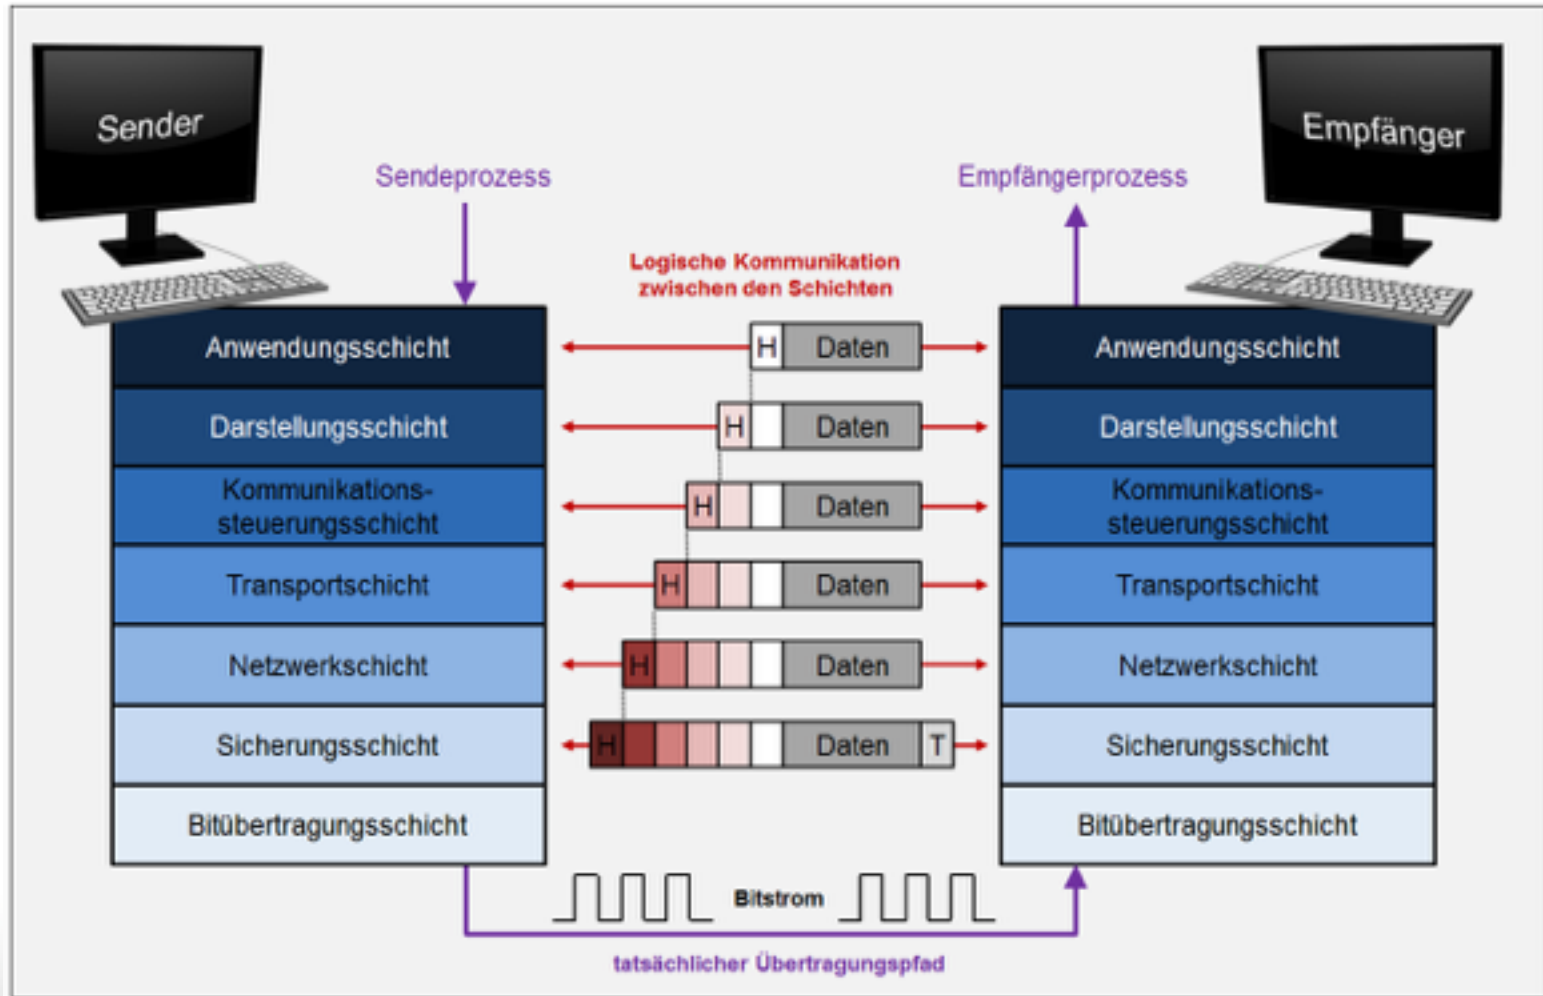 Sender
Empfänger
Sendeprozess
Empfängerprozess
Logische Kommunikation
zwischen den Schichten
Anwendungsschicht
H Daten
Anwendungsschicht
Darstellungsschicht
H Daten
Darstellungsschicht
Kommunikations-
steuerungsschicht
H Daten
Kommunikations-
steuerungsschicht
Transportschicht
H Daten
Transportschicht
Netzwerkschicht
H Daten
Netzwerkschicht
Sicherungsschicht
H Daten T
Sicherungsschicht
Bitübertragungsschicht
Bitübertragungsschicht
Bitstrom
tatsächlicher Übertragungspfad